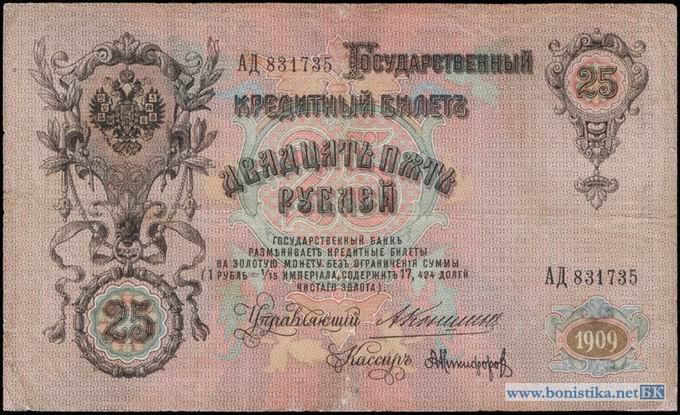 АД 831735 Государственный
25
Кредитный Билетъ
Двадцать пять
Рублей
Государственный банкъ
размѣниваетъ кредитные билеты
на золотую монету безъ ограниченія суммы
(1 рубль = 1/15 имперіала, содержитъ 17,424 долей
чистаго золота).
АД 831735
25
Управляющій А Коншинъ
1909
Кассиръ
www.bonistika.net БК